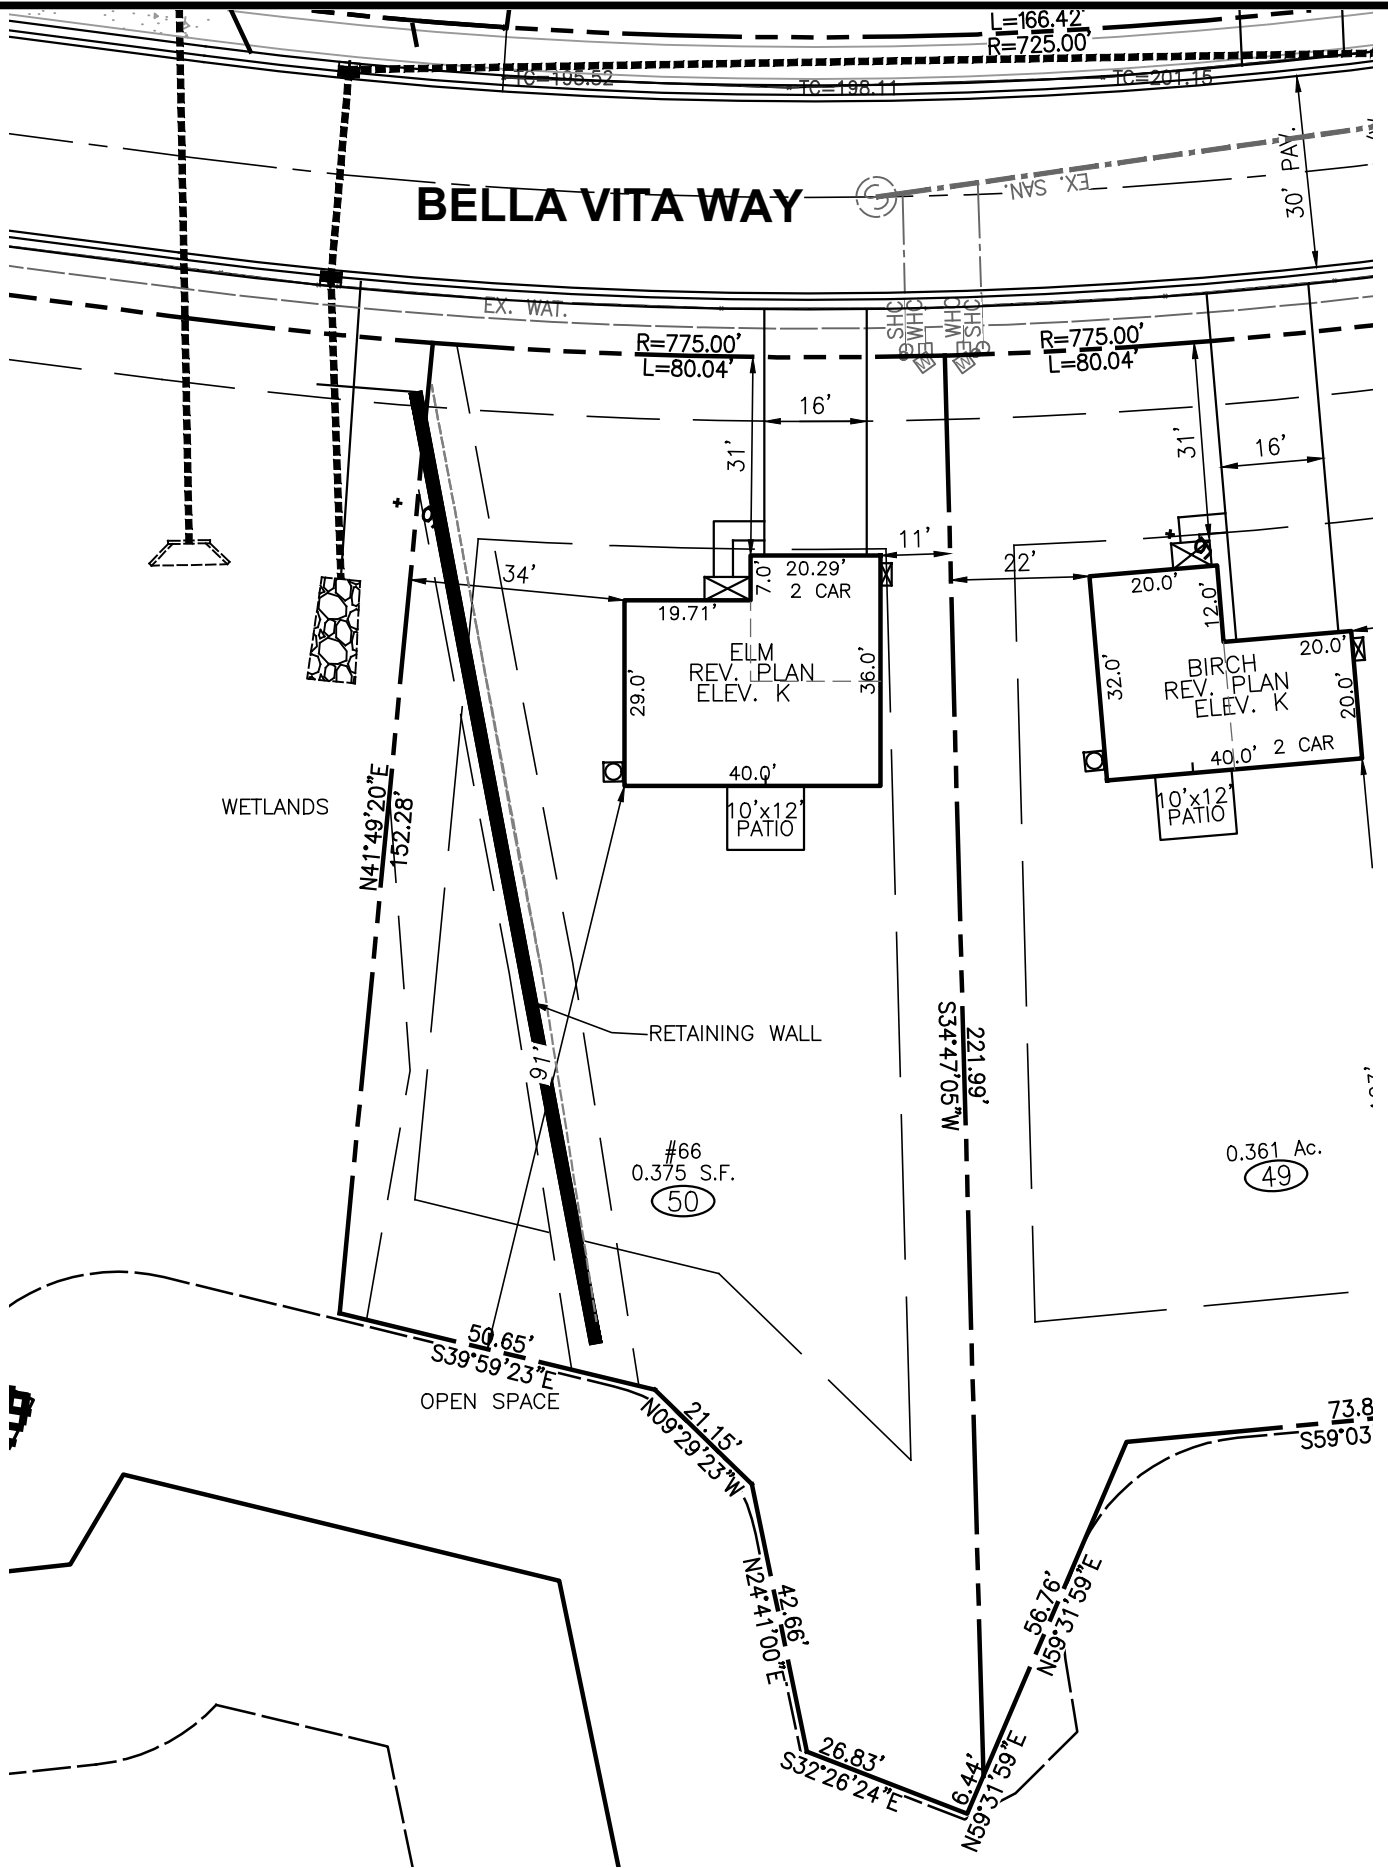 L=166.42'
R=725.00'
TC=195.52
TC=198.11
TC=201.15
30' PAV.
BELLA VITA WAY
EX. SAN.
EX. WAT.
SHC
WHC
WHC
SHC
R=775.00'
L=80.04'
R=775.00'
L=80.04'
W
W
16'
31'
31'
16'
11'
22'
34'
7.0'
20.29'
2 CAR
19.71'
20.0'
12.0'
ELM
REV. PLAN
ELEV. K
29.0'
36.0'
40.0'
BIRCH
REV. PLAN
ELEV. K
32.0'
20.0'
20.0'
40.0'
2 CAR
10'x12'
PATIO
10'x12'
PATIO
WETLANDS
N41°49'20"E
152.28'
RETAINING WALL
91'
221.99'
S34°47'05"W
#66
0.375 S.F.
50
0.361 Ac.
49
50.65'
S39°59'23"E
OPEN SPACE
21.15'
N09°29'23"W
73.8
S59°03
42.66'
N24°41'00"E
56.76'
N59°31'59"E
26.83'
S32°26'24"E
6.44'
N59°31'59"E